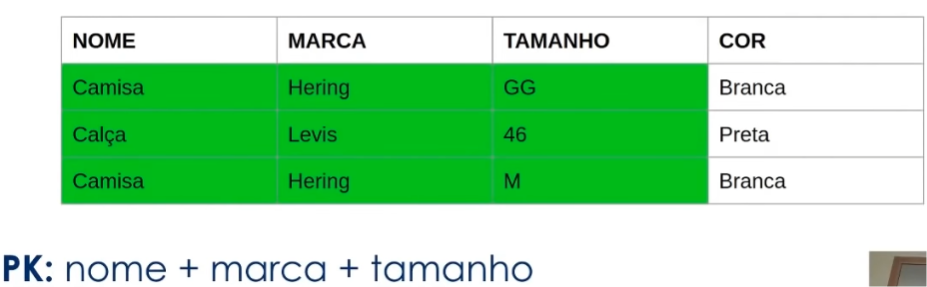 NOME MARCA TAMANHO COR
Camisa Hering GG Branca
Calça Levis 46 Preta
Camisa Hering M Branca
PK: nome + marca + tamanho